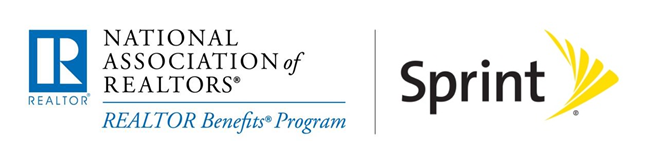 R
REALTOR®
NATIONAL
ASSOCIATION of
REALTORS®
REALTOR Benefits® Program
Sprint
®